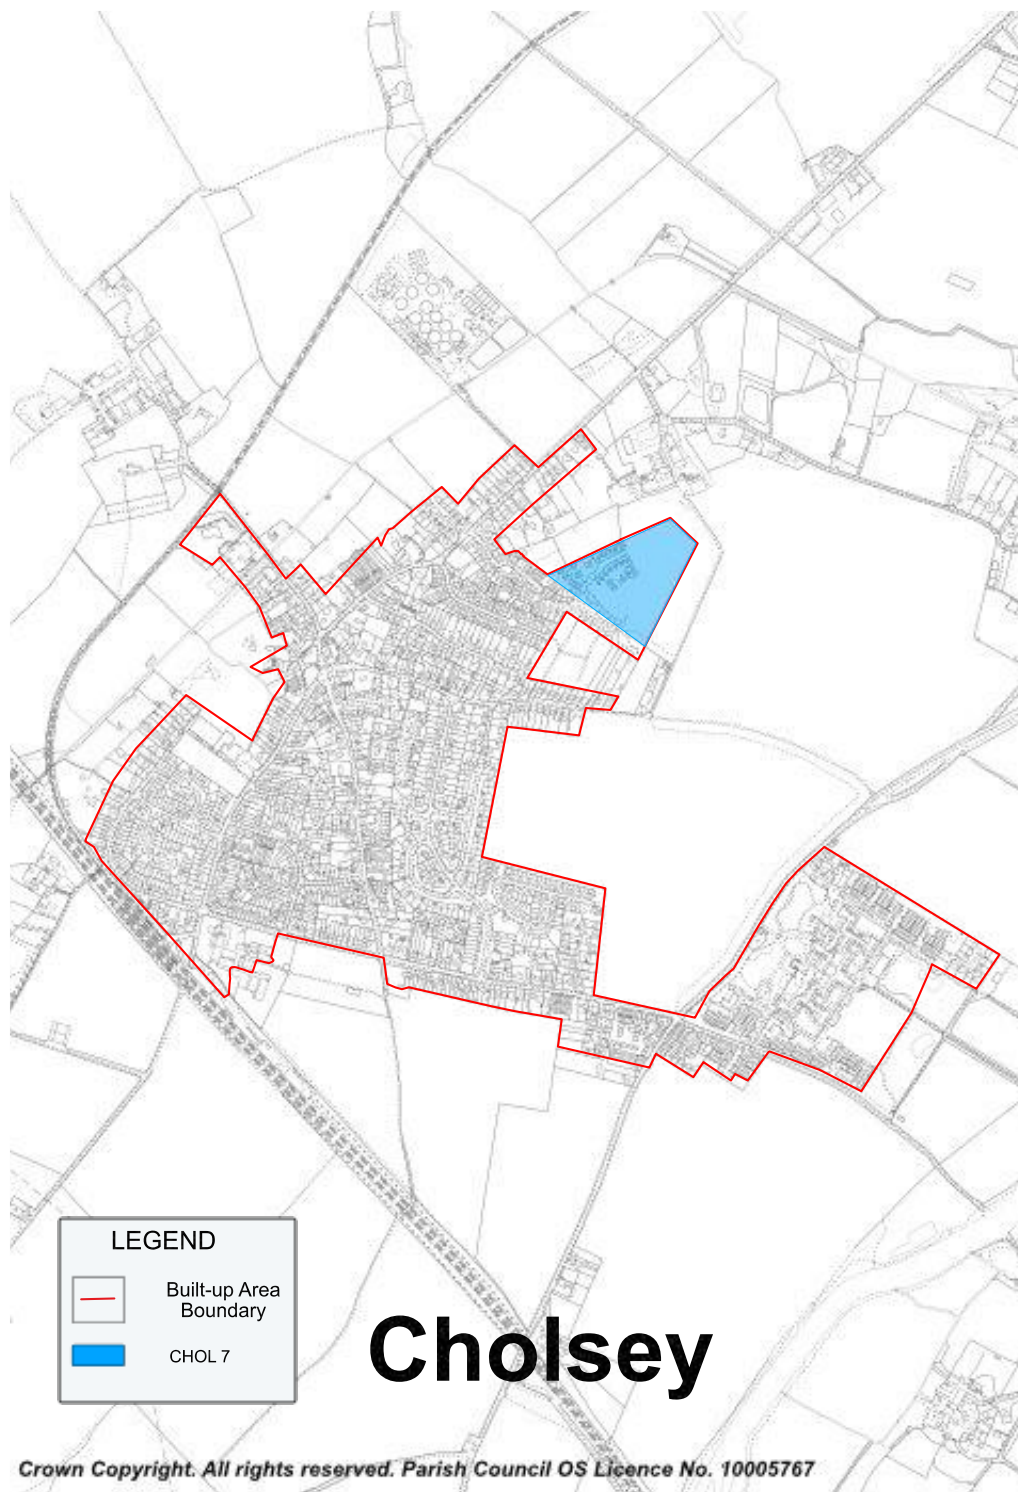 LEGEND
Built-up Area
Boundary
CHOL 7
Cholsey
Crown Copyright. All rights reserved. Parish Council OS Licence No. 10005767